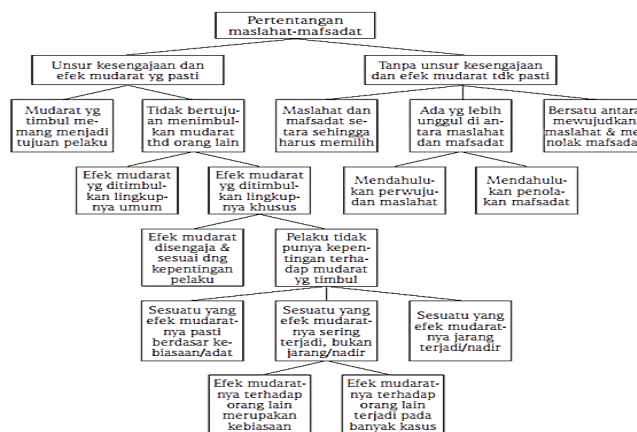 Pertentangan
maslahat-mafsadat
Unsur kesengajaan dan
efek mudarat yg pasti
Tanpa unsur kesengajaan
dan efek mudarat tdk pasti
Mudarat yg
timbul me-
mang menjadi
tujuan pelaku
Tidak bertuju-
an menimbul-
kan mudarat
thd orang lain
Maslahat dan
mafsadat se-
tara sehingga
harus memilih
Ada yg lebih
unggul di an-
tara maslahat
dan mafsadat
Bersatu antara
mewujudkan
maslahat & me
nolak mafsadat
Efek mudarat
yg ditimbul-
kan lingkup-
nya umum
Efek mudarat
yg ditimbul-
kan lingkup-
nya khusus
Mendahulu-
kan perwuju-
dan maslahat
Mendahulu-
kan penola-
kan mafsadat
Efek mudarat
disengaja &
sesuai dng
kepentingan
pelaku
Pelaku tidak
punya kepen-
tingan terha-
dap mudarat
yg timbul
Sesuatu yang
efek mudarat-
nya pasti
berdasar ke-
biasaan/adat
Sesuatu yang
efek mudarat-
nya sering
terjadi, bukan
jarang/nadir
Sesuatu yang
efek mudarat-
nya jarang
terjadi/nadir
Efek mudarat-
nya terhadap
orang lain
merupakan
kebiasaan
Efek mudarat-
nya terhadap
orang lain
terjadi pada
banyak kasus